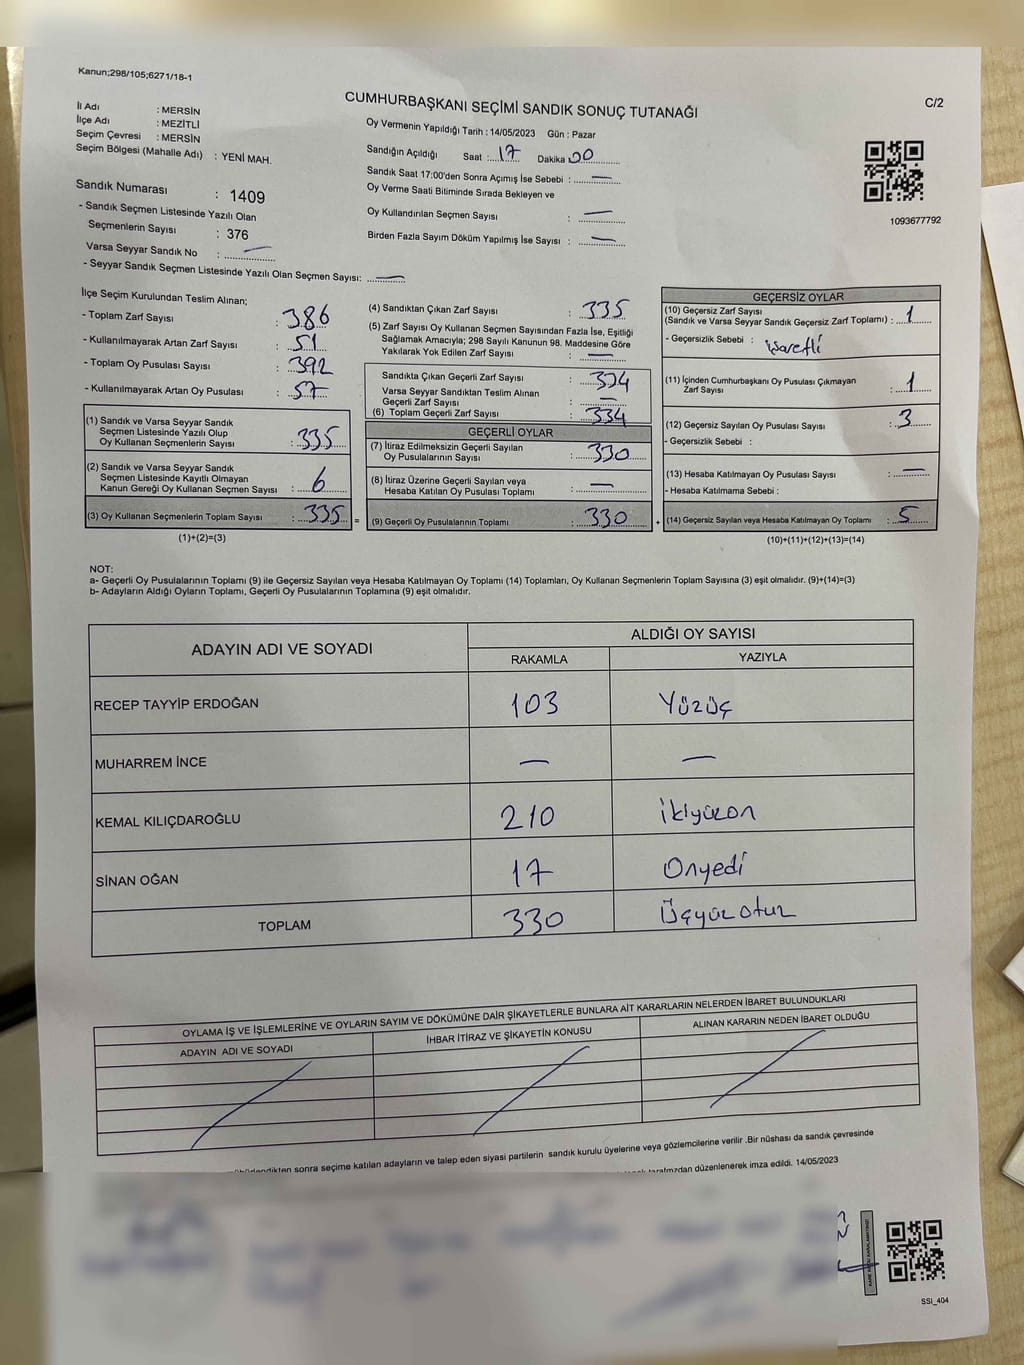 Kanun;298/105;6271/18-1
CUMHURBAŞKANI SEÇİMİ SANDIK SONUÇ TUTANAĞI
C/2
İl Adı : MERSİN
İlçe Adı : MEZİTLİ
Seçim Çevresi : MERSİN
Seçim Bölgesi (Mahalle Adı) : YENİ MAH.
Sandık Numarası : 1409
- Sandık Seçmen Listesinde Yazılı Olan
Seçmenlerin Sayısı : 376
Varsa Seyyar Sandık No : —
- Seyyar Sandık Seçmen Listesinde Yazılı Olan Seçmen Sayısı: —
Oy Vermenin Yapıldığı Tarih : 14/05/2023 Gün : Pazar
Sandığın Açıldığı Saat : 17 Dakika 00
Sandık Saat 17:00'den Sonra Açımış İse Sebebi : —
Oy Verme Saati Bitiminde Sırada Bekleyen ve
Oy Kullandırılan Seçmen Sayısı : —
Birden Fazla Sayım Döküm Yapılmış İse Sayısı : —
1093677792
İlçe Seçim Kurulundan Teslim Alınan;
- Toplam Zarf Sayısı : 386
- Kullanılmayarak Artan Zarf Sayısı : 51
- Toplam Oy Pusulası Sayısı : 392
- Kullanılmayarak Artan Oy Pusulası : 57
(1) Sandık ve Varsa Seyyar Sandık
Seçmen Listesinde Yazılı Olup
Oy Kullanan Seçmenlerin Sayısı : 335
(2) Sandık ve Varsa Seyyar Sandık
Seçmen Listesinde Kayıtlı Olmayan
Kanun Gereği Oy Kullanan Seçmen Sayısı : 6
(3) Oy Kullanan Seçmenlerin Toplam Sayısı : 335 =
(1)+(2)=(3)
(4) Sandıktan Çıkan Zarf Sayısı : 335
(5) Zarf Sayısı Oy Kullanan Seçmen Sayısından Fazla İse, Eşitliği
Sağlamak Amacıyla; 298 Sayılı Kanunun 98. Maddesine Göre
Yakılarak Yok Edilen Zarf Sayısı : —
Sandıkta Çıkan Geçerli Zarf Sayısı : 334
Varsa Seyyar Sandıktan Teslim Alınan
Geçerli Zarf Sayısı : —
(6) Toplam Geçerli Zarf Sayısı : 334
GEÇERLİ OYLAR
(7) İtiraz Edilmeksizin Geçerli Sayılan
Oy Pusulalarının Sayısı : 330
(8) İtiraz Üzerine Geçerli Sayılan veya
Hesaba Katılan Oy Pusulası Toplamı : —
(9) Geçerli Oy Pusulalarının Toplamı : 330 +
GEÇERSİZ OYLAR
(10) Geçersiz Zarf Sayısı
(Sandık ve Varsa Seyyar Sandık Geçersiz Zarf Toplamı) : 1
- Geçersizlik Sebebi : işaretli
(11) İçinden Cumhurbaşkanı Oy Pusulası Çıkmayan
Zarf Sayısı : 1
(12) Geçersiz Sayılan Oy Pusulası Sayısı : 3
- Geçersizlik Sebebi :
(13) Hesaba Katılmayan Oy Pusulası Sayısı : —
- Hesaba Katılmama Sebebi :
(14) Geçersiz Sayılan veya Hesaba Katılmayan Oy Toplamı : 5
(10)+(11)+(12)+(13)=(14)
NOT:
a- Geçerli Oy Pusulalarının Toplamı (9) ile Geçersiz Sayılan veya Hesaba Katılmayan Oy Toplamı (14) Toplamları, Oy Kullanan Seçmenlerin Toplam Sayısına (3) eşit olmalıdır. (9)+(14)=(3)
b- Adayların Aldığı Oyların Toplamı, Geçerli Oy Pusulalarının Toplamına (9) eşit olmalıdır.
ADAYIN ADI VE SOYADI
ALDIĞI OY SAYISI
RAKAMLA YAZIYLA
RECEP TAYYİP ERDOĞAN 103 Yüzüç
MUHARREM İNCE — —
KEMAL KILIÇDAROĞLU 210 ikiyüzon
SİNAN OĞAN 17 Onyedi
TOPLAM 330 Üçyüzotuz
OYLAMA İŞ VE İŞLEMLERİNE VE OYLARIN SAYIM VE DÖKÜMÜNE DAİR ŞİKAYETLERLE BUNLARA AİT KARARLARIN NELERDEN İBARET BULUNDUKLARI
ADAYIN ADI VE SOYADI İHBAR İTİRAZ VE ŞİKAYETİN KONUSU ALINAN KARARIN NEDEN İBARET OLDUĞU
sonra seçime katılan adayların ve talep eden siyasi partilerin sandık kurulu üyelerine veya gözlemcilerine verilir .Bir nüshası da sandık çevresinde
düzenlenerek imza edildi. 14/05/2023
SSI_404